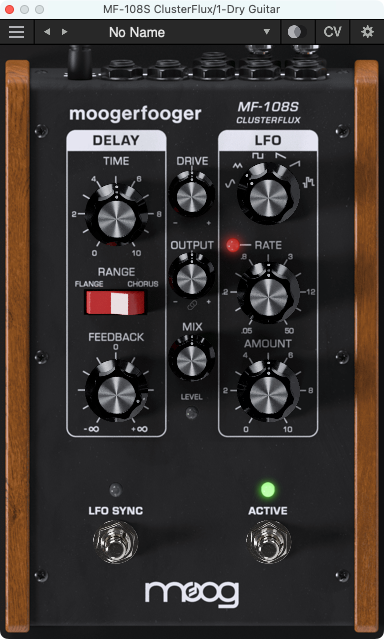 MF-108S ClusterFlux/1-Dry Guitar
No Name
CV
moogerfooger
MF-108S
CLUSTERFLUX
DELAY
LFO
TIME
DRIVE
4
6
2
8
0
10
-
+
OUTPUT
RATE
RANGE
FLANGE
CHORUS
.8
3
.2
12
.05
50
-
+
FEEDBACK
0
MIX
AMOUNT
4
6
2
8
0
10
-∞
+∞
LEVEL
LFO SYNC
ACTIVE
moog